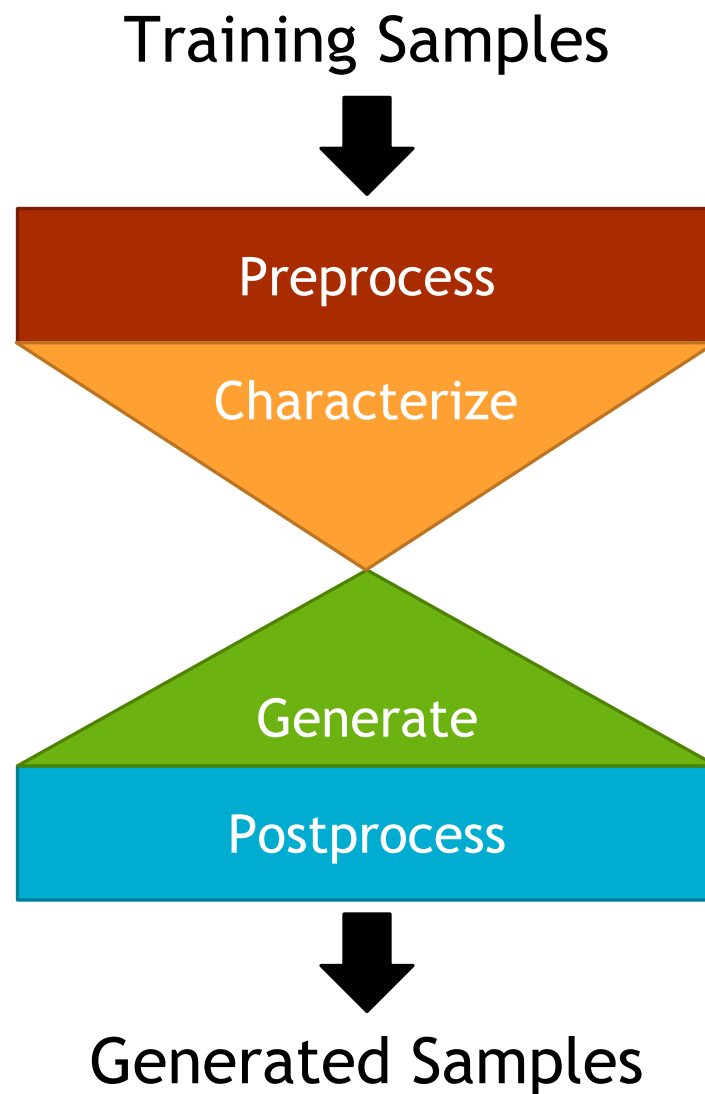 Training Samples
Preprocess
Characterize
Generate
Postprocess
Generated Samples